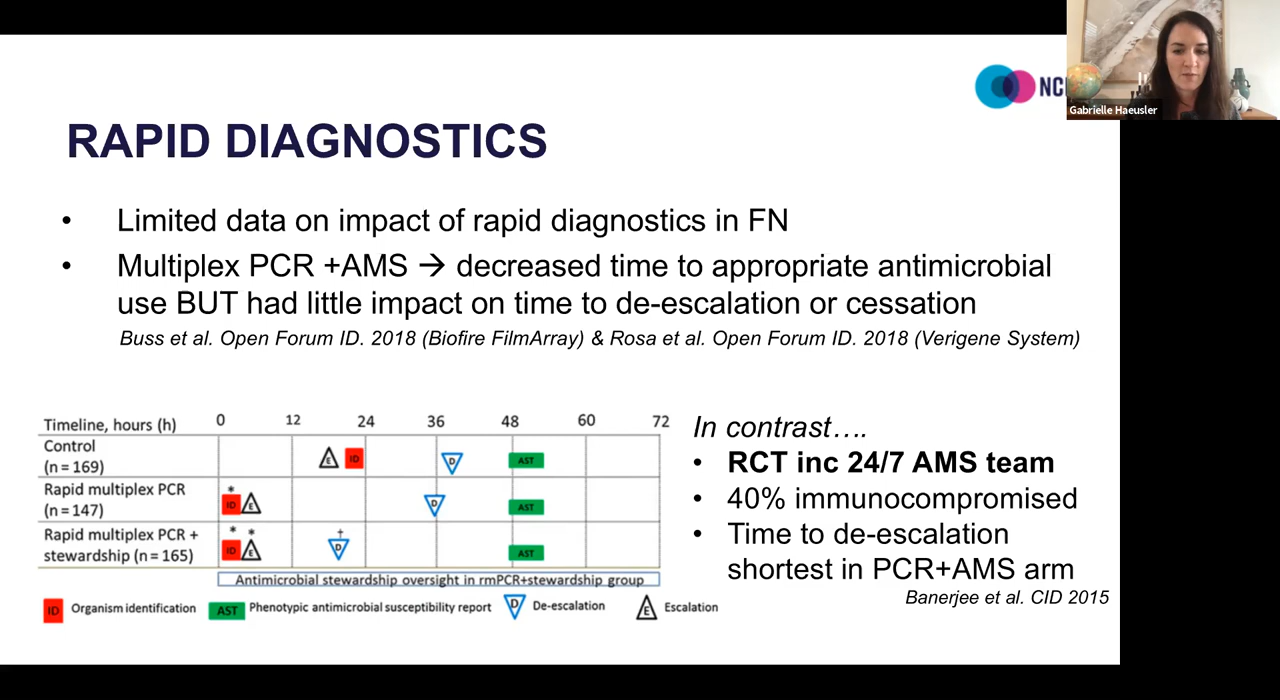 NCI
Gabrielle Haeusler
RAPID DIAGNOSTICS
• Limited data on impact of rapid diagnostics in FN
• Multiplex PCR +AMS → decreased time to appropriate antimicrobial
use BUT had little impact on time to de-escalation or cessation
Buss et al. Open Forum ID. 2018 (Biofire FilmArray) & Rosa et al. Open Forum ID. 2018 (Verigene System)
Timeline, hours (h) 0 12 24 36 48 60 72
Control
(n = 169)
E ID D AST
Rapid multiplex PCR
(n = 147)
* ID E D AST
Rapid multiplex PCR +
stewardship (n = 165)
* * + ID E D AST
Antimicrobial stewardship oversight in rmPCR+stewardship group
ID Organism identification AST Phenotypic antimicrobial susceptibility report D De-escalation E Escalation
In contrast….
• RCT inc 24/7 AMS team
• 40% immunocompromised
• Time to de-escalation
shortest in PCR+AMS arm
Banerjee et al. CID 2015